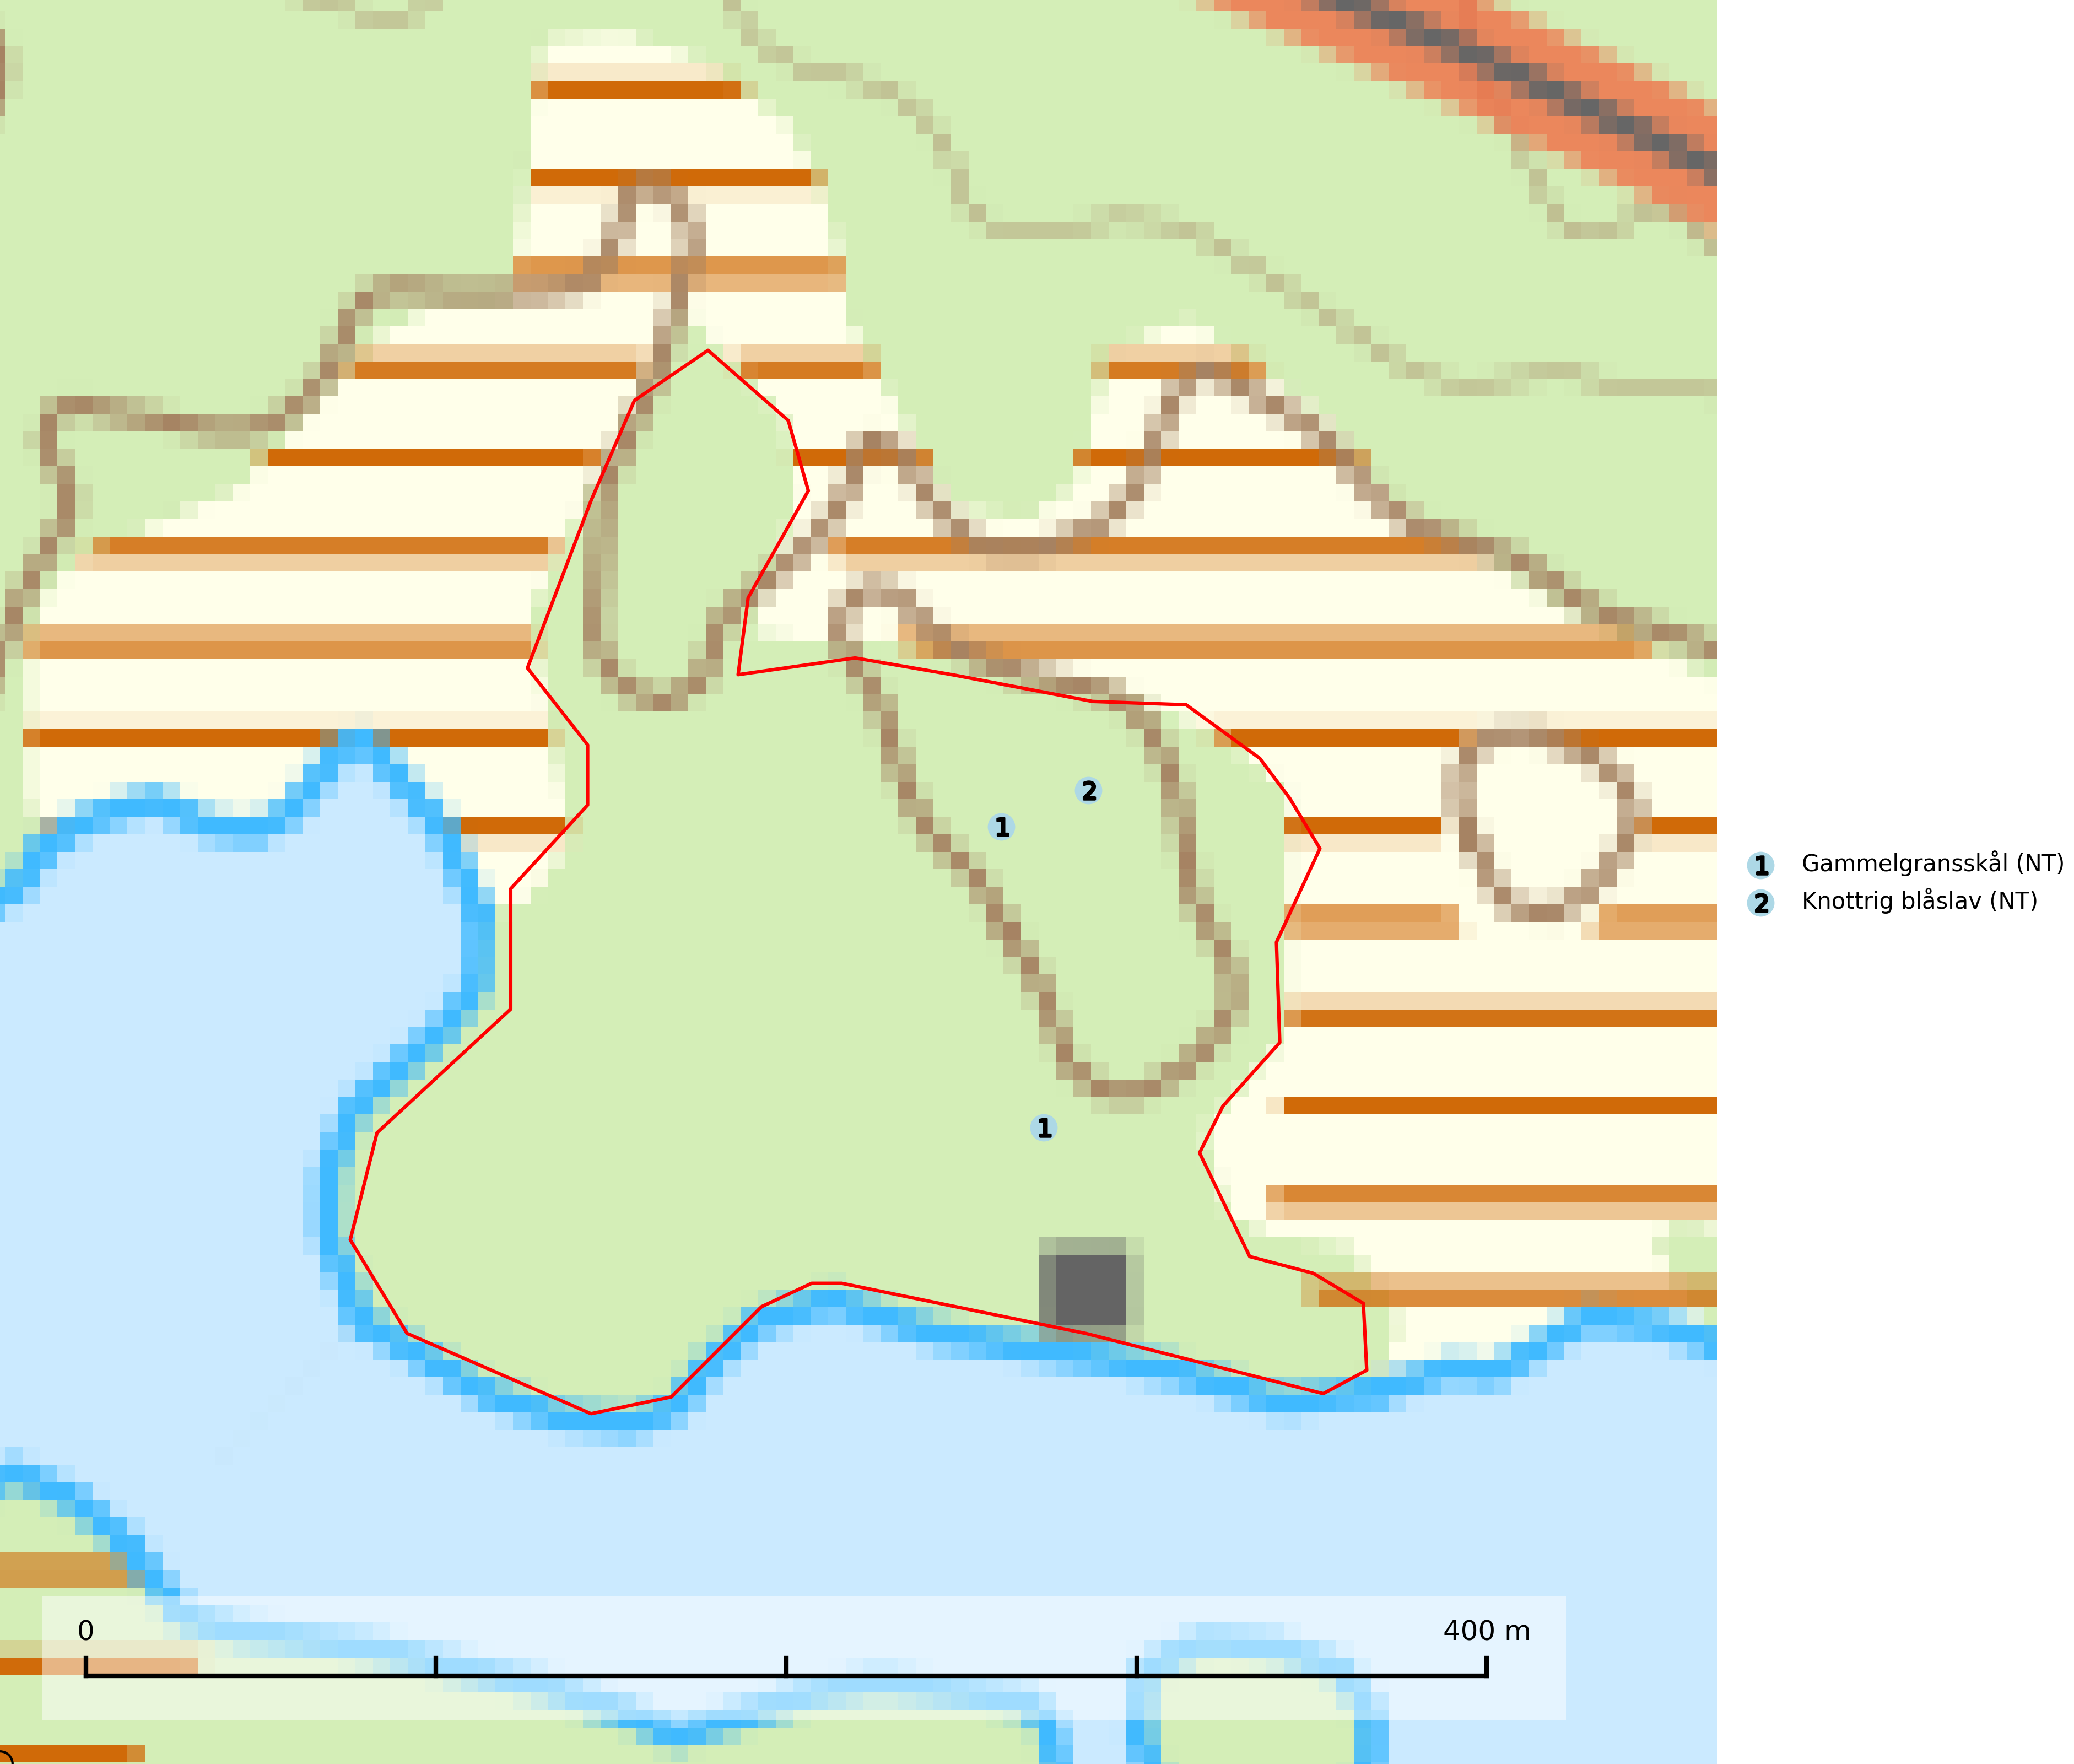 2
1
1
1 Gammelgransskål (NT)
2 Knottrig blåslav (NT)
0 400 m